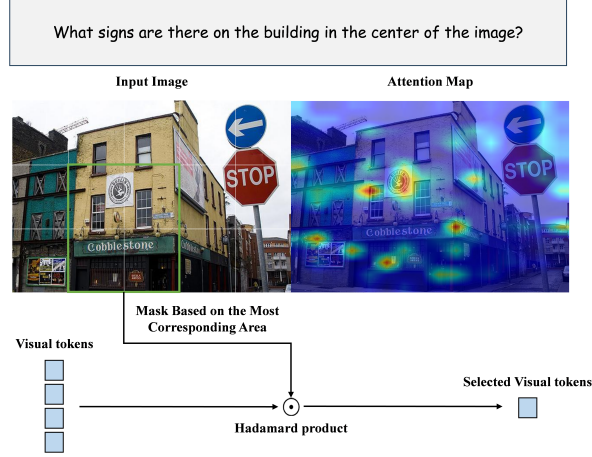 What signs are there on the building in the center of the image?
Input Image
Attention Map
STOP
STOP
Cobblestone
Cobblestone
Mask Based on the Most
Corresponding Area
Visual tokens
Selected Visual tokens
Hadamard product